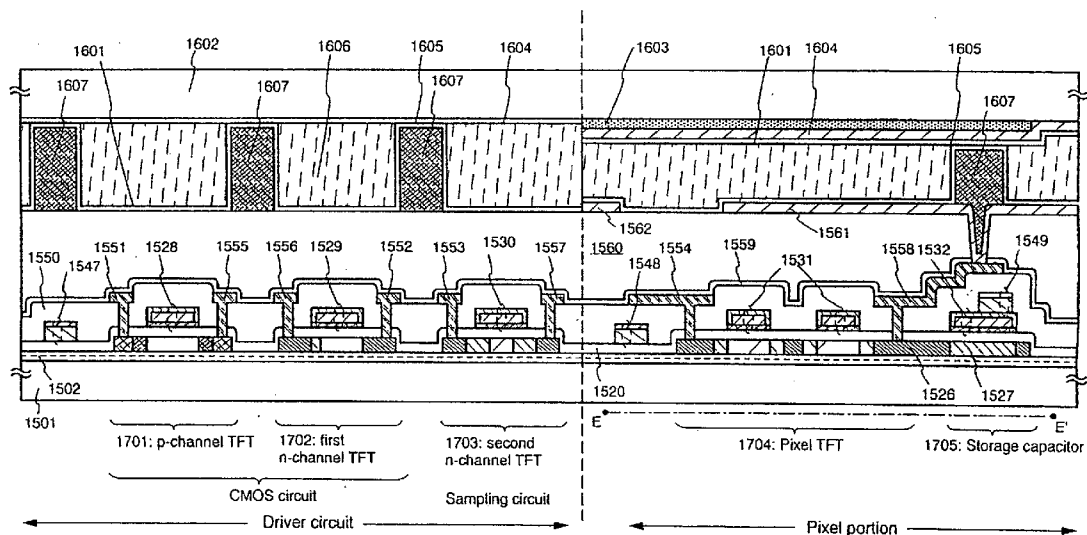 1601 1602 1606 1605 1604 1603 1601 1604 1605
1607 1607 1607 1607
1562 1561
1551 1528 1555 1556 1529 1552 1553 1530 1557 1560 1554 1559 1558 1532 1549
1550 1547 1548 1531
1502 1520 1526 1527
1501 E E'
1701: p-channel TFT
1702: first
n-channel TFT
1703: second
n-channel TFT
1704: Pixel TFT
1705: Storage capacitor
CMOS circuit
Sampling circuit
Driver circuit
Pixel portion